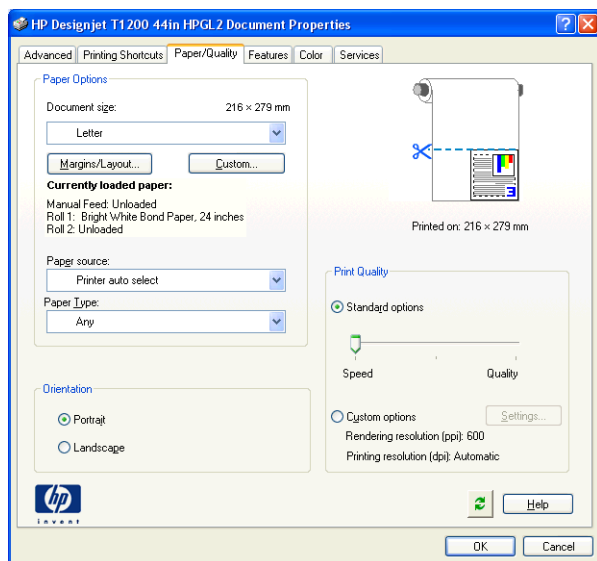 HP Designjet T1200 44in HPGL2 Document Properties
Advanced
Printing Shortcuts
Paper/Quality
Features
Color
Services
Paper Options
Document size: 216 × 279 mm
Letter
Margins/Layout...
Custom...
Currently loaded paper:
Manual Feed: Unloaded
Roll 1: Bright White Bond Paper, 24 inches
Roll 2: Unloaded
Paper source:
Printer auto select
Paper Type:
Any
Orientation
Portrait
Landscape
Printed on: 216 × 279 mm
Print Quality
Standard options
Speed
Quality
Custom options
Settings...
Rendering resolution (ppi): 600
Printing resolution (dpi): Automatic
hp
invent
Help
OK
Cancel